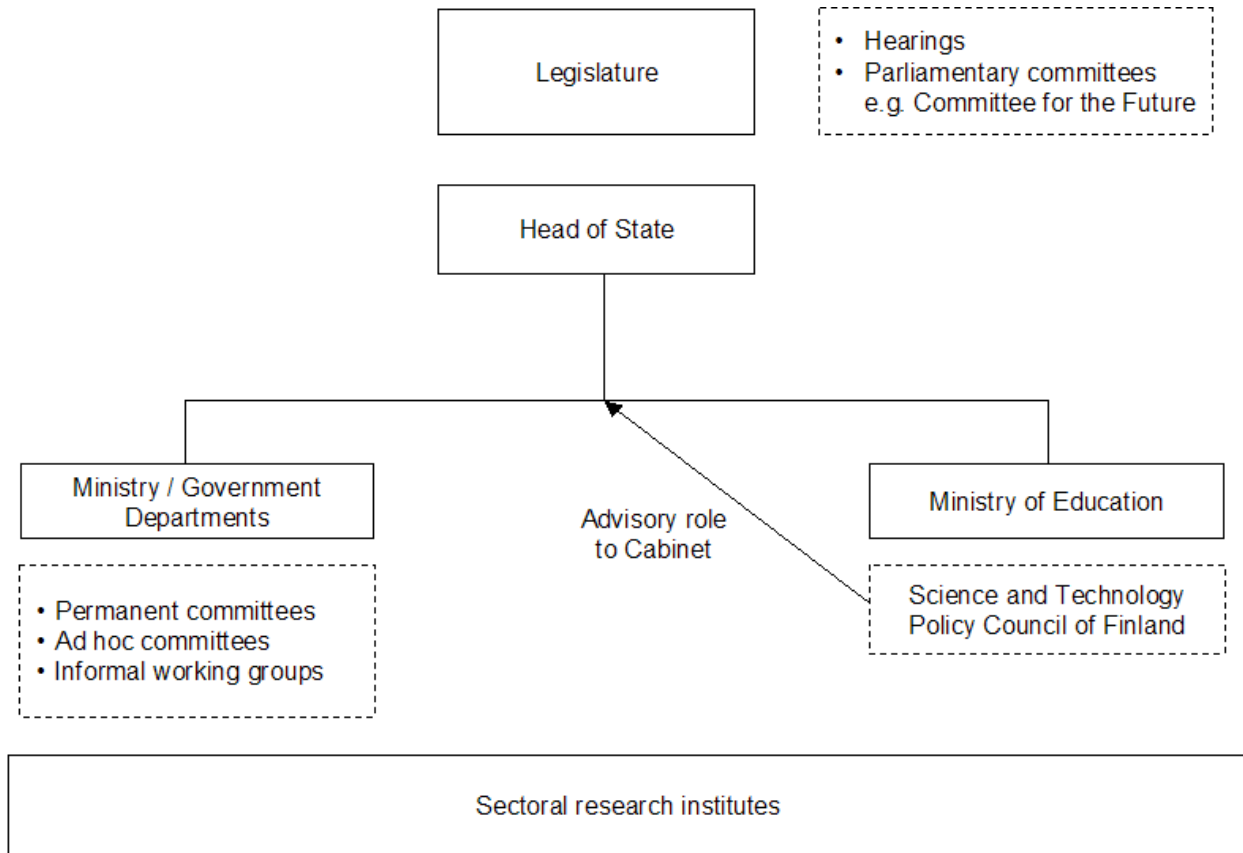 Legislature
• Hearings
• Parliamentary committees
e.g. Committee for the Future
Head of State
Ministry / Government
Departments
Ministry of Education
Advisory role
to Cabinet
• Permanent committees
• Ad hoc committees
• Informal working groups
Science and Technology
Policy Council of Finland
Sectoral research institutes